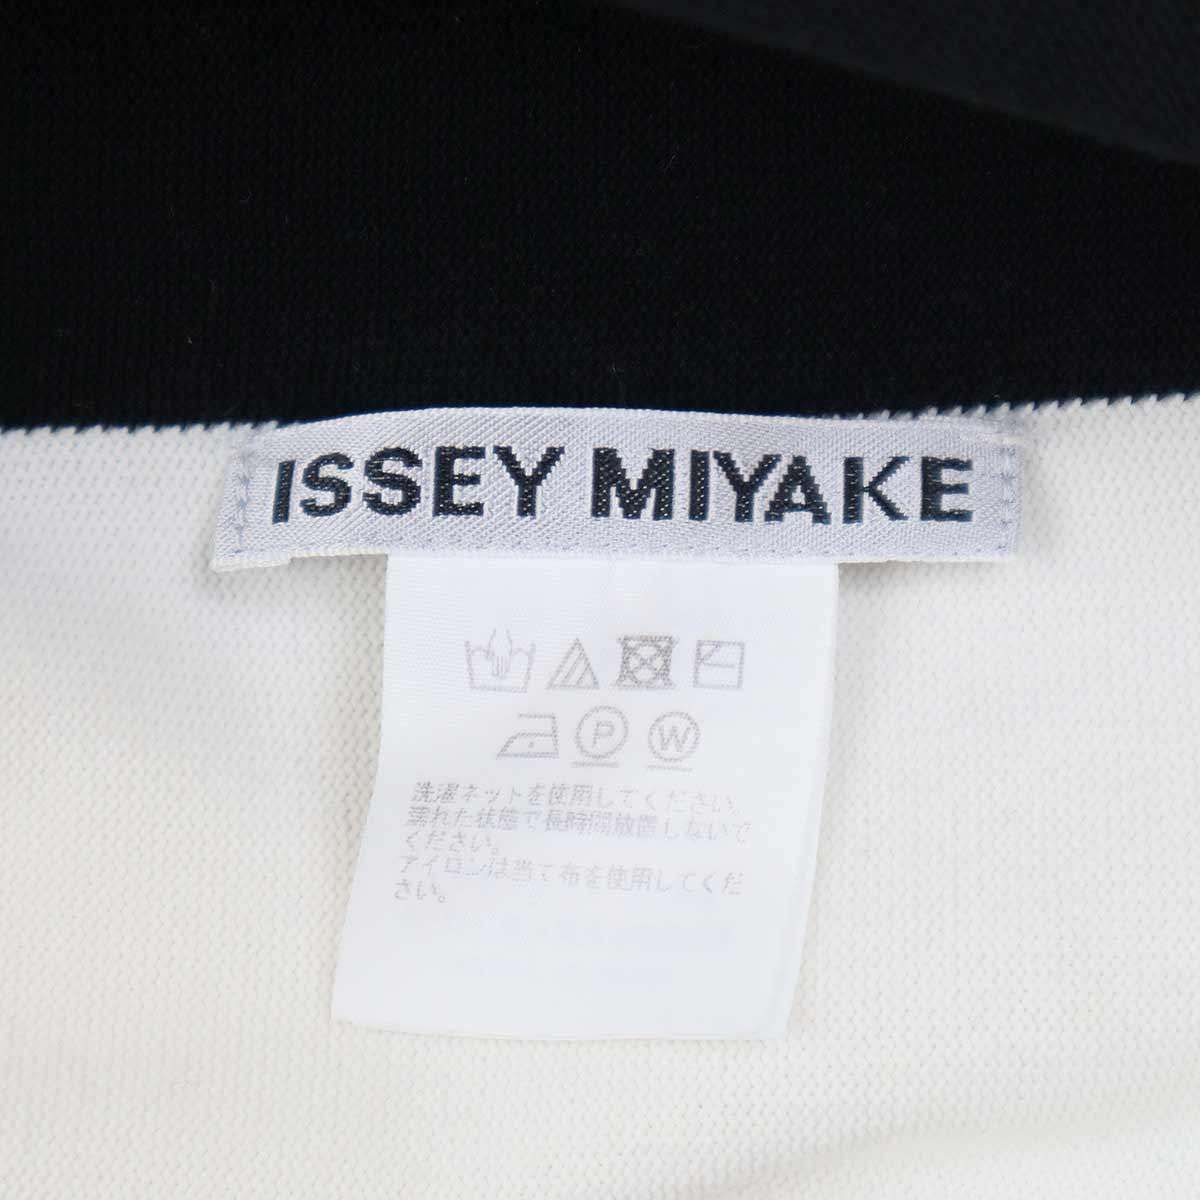 ISSEY MIYAKE
P W
洗濯ネットを使用してください。
濡れた状態で長時間放置しないで
ください。
アイロンは当て布を使用してくだ
さい。